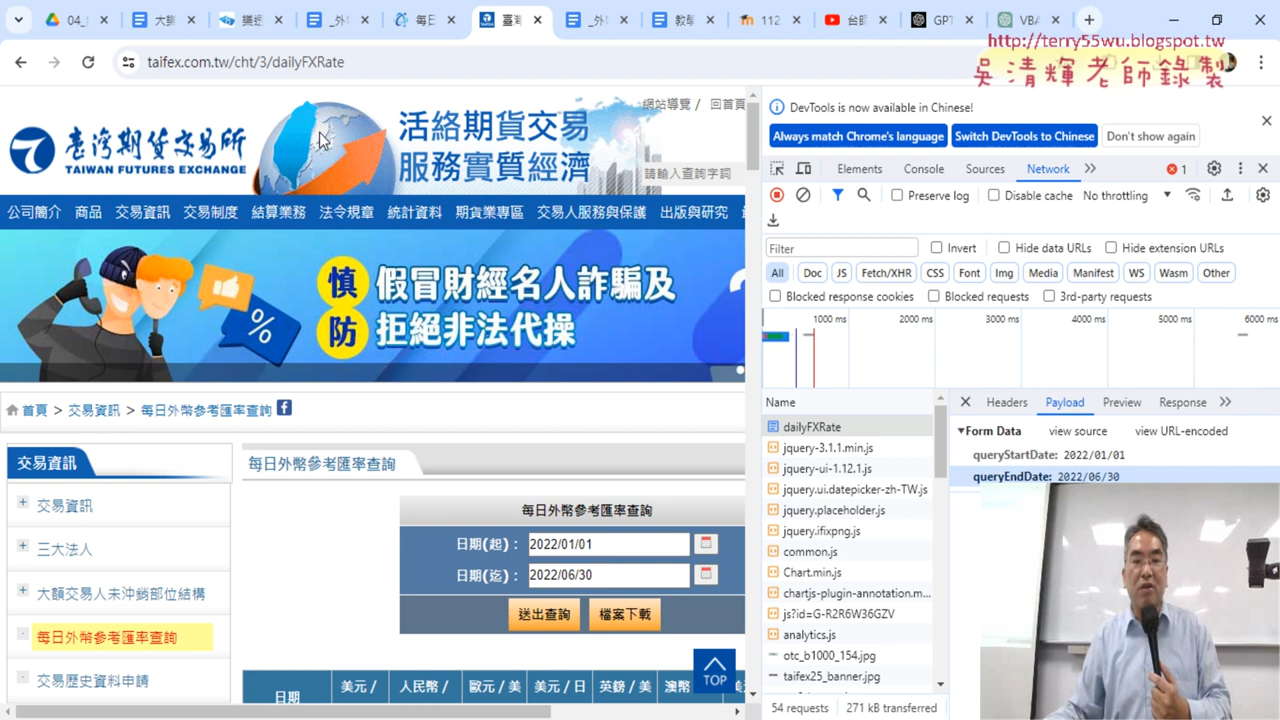 04_
大數
_外
每日
臺灣
_外
教學
112
台師
GPT
VBA
http://terry55wu.blogspot.tw
吳清輝老師錄製
taifex.com.tw/cht/3/dailyFXRate
網站導覽 / 回首頁
臺灣期貨交易所
TAIWAN FUTURES EXCHANGE
活絡期貨交易
服務實質經濟
請輸入查詢字詞
公司簡介 商品 交易資訊 交易制度 結算業務 法令規章 統計資料 期貨業專區 交易人服務與保護 出版與研究
慎防
假冒財經名人詐騙及
拒絕非法代操
%
首頁 > 交易資訊 > 每日外幣參考匯率查詢
交易資訊
交易資訊
三大法人
大額交易人未沖銷部位結構
每日外幣參考匯率查詢
交易歷史資料申請
每日外幣參考匯率查詢
每日外幣參考匯率查詢
日期(起)： 2022/01/01
日期(迄)： 2022/06/30
送出查詢 檔案下載
日期 美元 / 人民幣 / 歐元 / 美 美元 / 日 英鎊 / 美 澳幣
TOP
DevTools is now available in Chinese!
Always match Chrome's language Switch DevTools to Chinese Don't show again
Elements Console Sources Network 1
Preserve log Disable cache No throttling
Filter Invert Hide data URLs Hide extension URLs
All Doc JS Fetch/XHR CSS Font Img Media Manifest WS Wasm Other
Blocked response cookies Blocked requests 3rd-party requests
1000 ms 2000 ms 3000 ms 4000 ms 5000 ms 6000 ms
Name
dailyFXRate
jquery-3.1.1.min.js
jquery-ui-1.12.1.js
jquery.ui.datepicker-zh-TW.js
jquery.placeholder.js
jquery.ifixpng.js
common.js
Chart.min.js
chartjs-plugin-annotation.m...
js?id=G-R2R6W36GZV
analytics.js
otc_b1000_154.jpg
taifex25_banner.jpg
54 requests 271 kB transferred
Headers Payload Preview Response
Form Data view source view URL-encoded
queryStartDate: 2022/01/01
queryEndDate: 2022/06/30